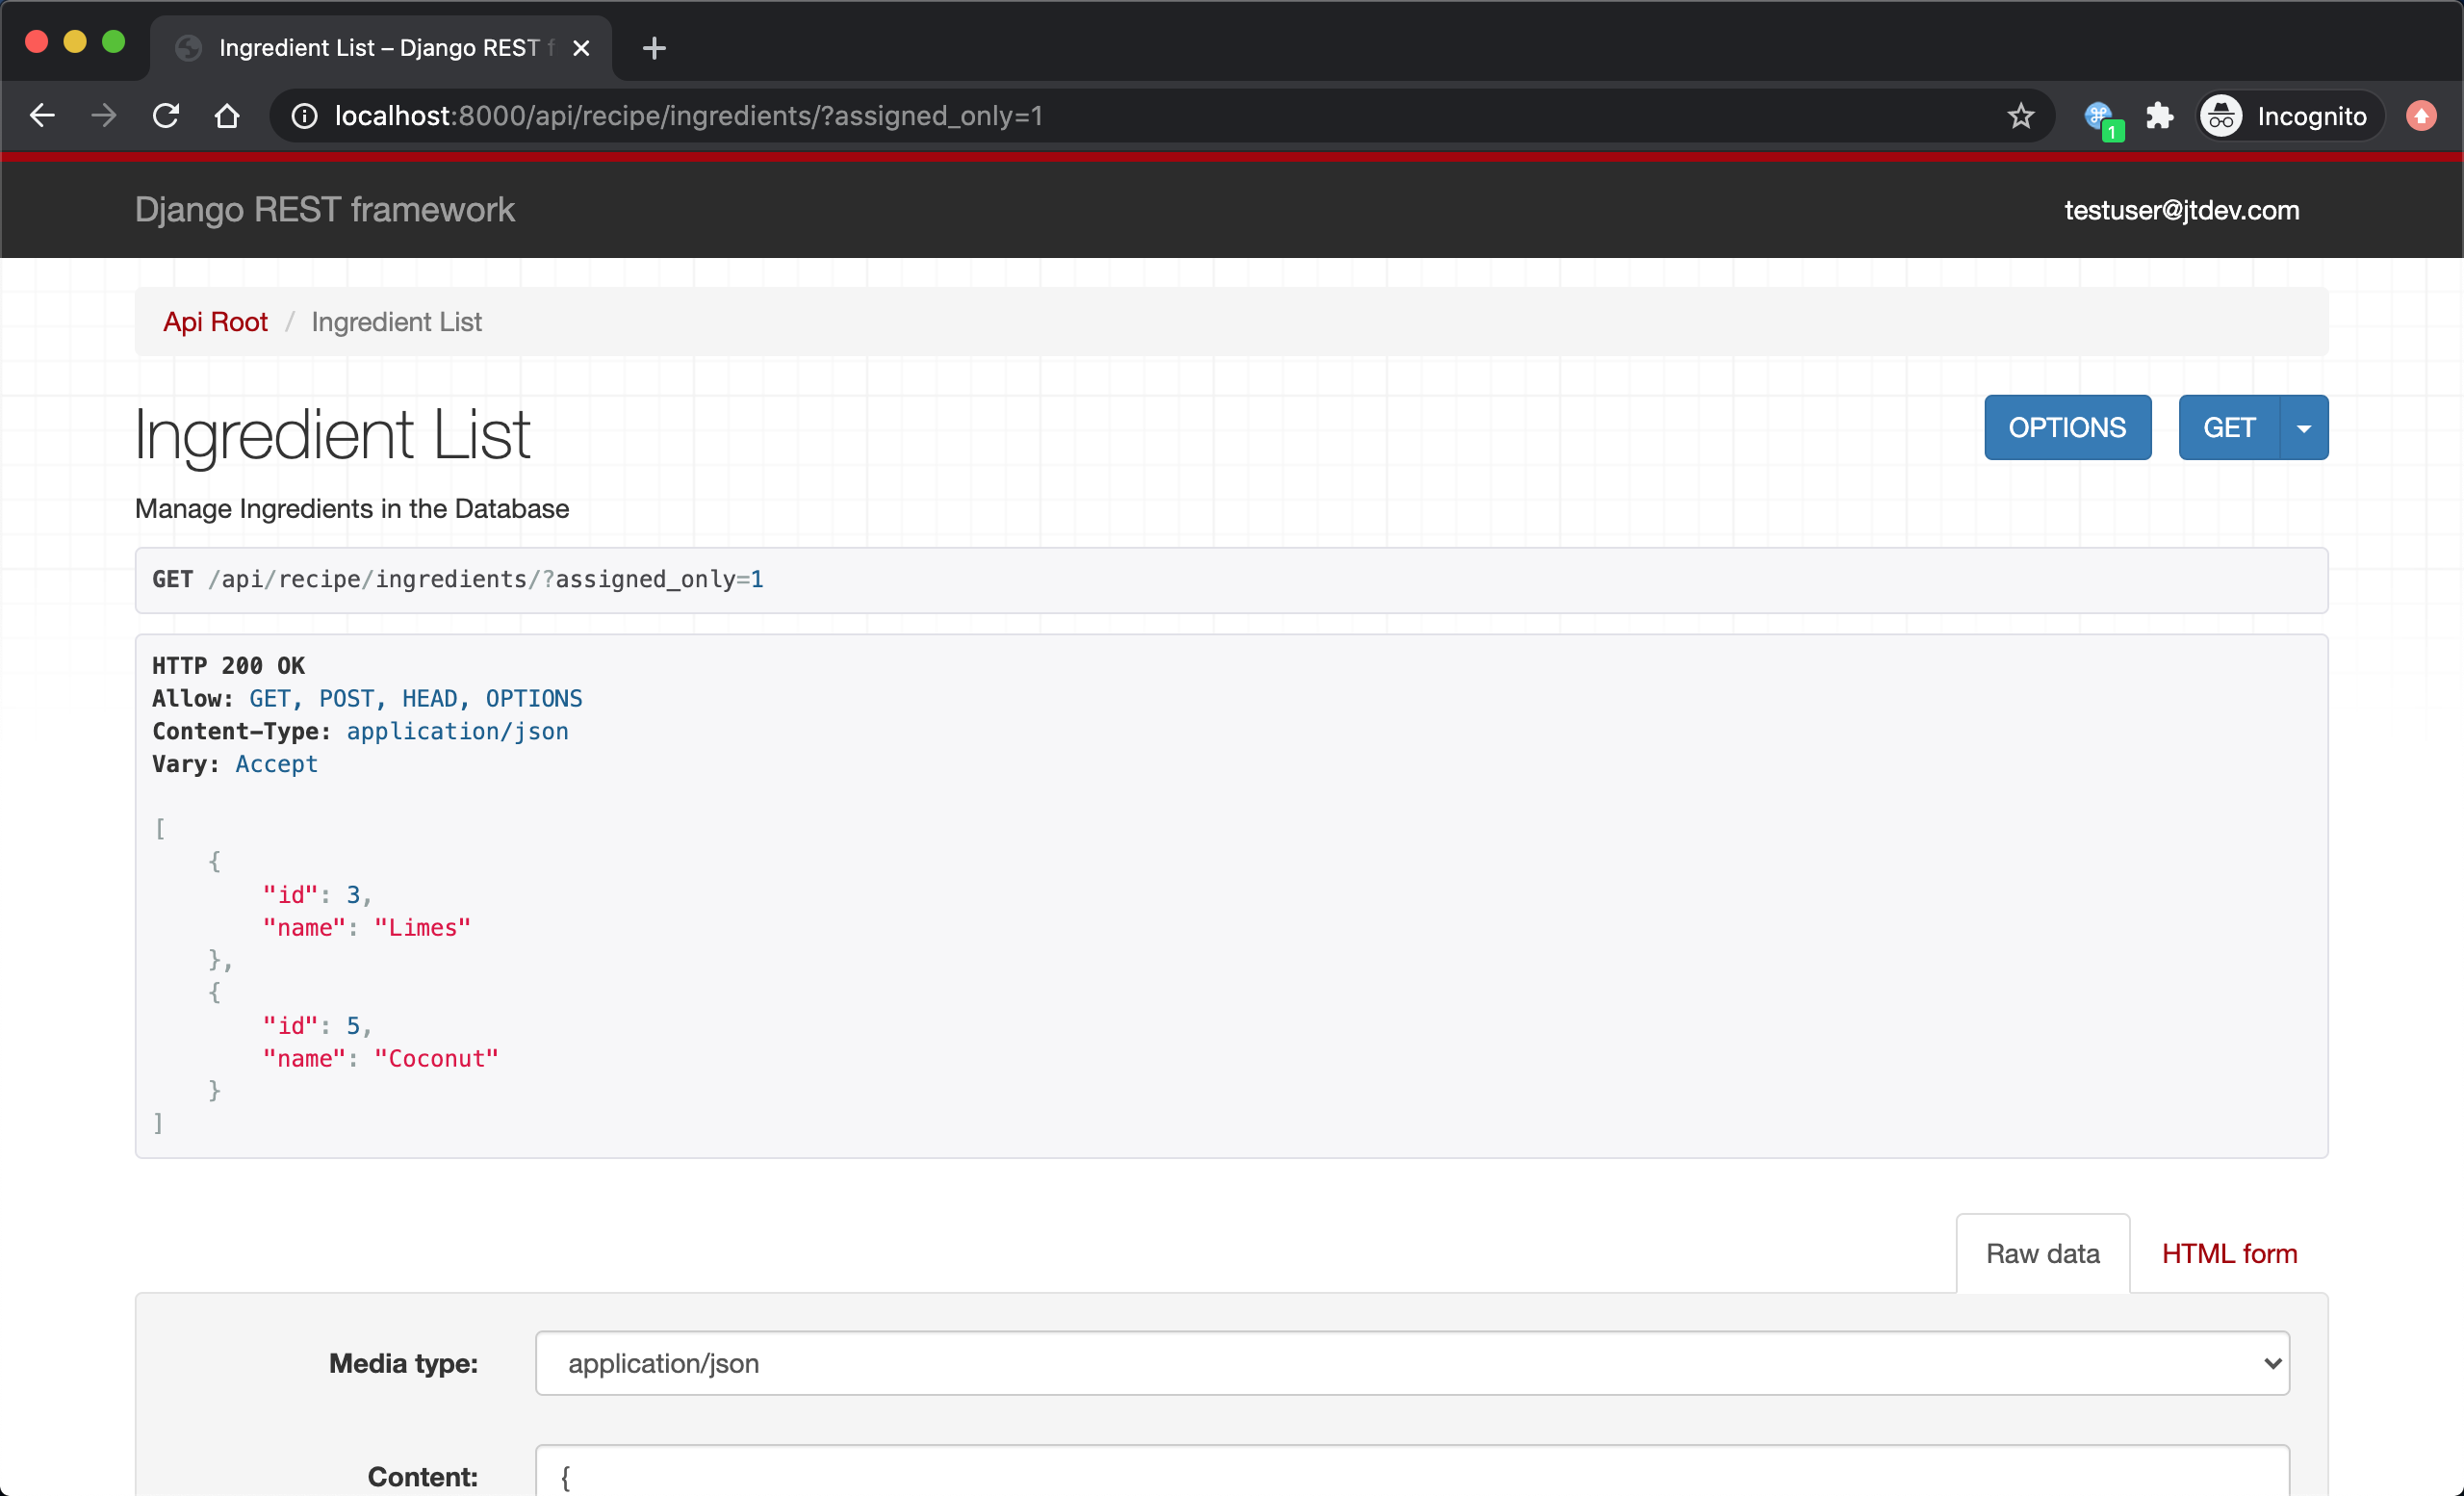 Ingredient List – Django REST f
localhost:8000/api/recipe/ingredients/?assigned_only=1
1
Incognito
Django REST framework
testuser@jtdev.com
Api Root / Ingredient List
Ingredient List
OPTIONS
GET
Manage Ingredients in the Database
GET /api/recipe/ingredients/?assigned_only=1
HTTP 200 OK
Allow: GET, POST, HEAD, OPTIONS
Content-Type: application/json
Vary: Accept
[
    {
        "id": 3,
        "name": "Limes"
    },
    {
        "id": 5,
        "name": "Coconut"
    }
]
Raw data
HTML form
Media type:
application/json
Content:
{